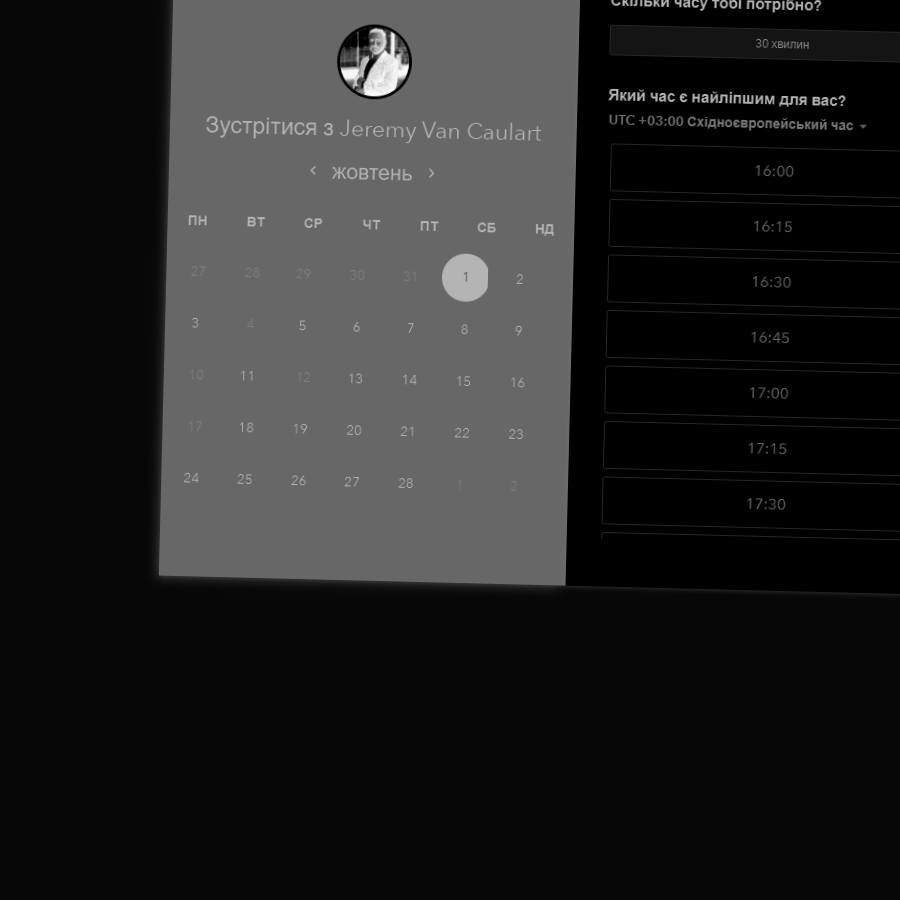 Зустрітися з Jeremy Van Caulart
жовтень
ПН ВТ СР ЧТ ПТ СБ НД
27 28 29 30 31 1 2
3 4 5 6 7 8 9
10 11 12 13 14 15 16
17 18 19 20 21 22 23
24 25 26 27 28 1 2
Скільки часу тобі потрібно?
30 хвилин
Який час є найліпшим для вас?
UTC +03:00 Східноєвропейський час
16:00
16:15
16:30
16:45
17:00
17:15
17:30